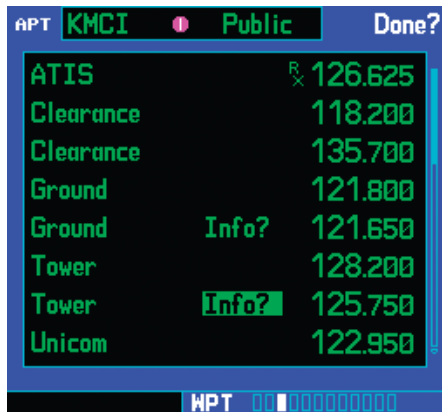 APT KMCI Public Done?
ATIS Rx 126.625
Clearance 118.200
Clearance 135.700
Ground 121.800
Ground Info? 121.650
Tower 128.200
Tower Info? 125.750
Unicom 122.950
WPT